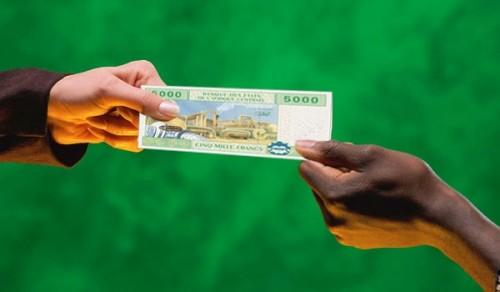 5000 BANQUE DES ETATS 5000
DE L'AFRIQUE CENTRALE
CINQ MILLE FRANCS